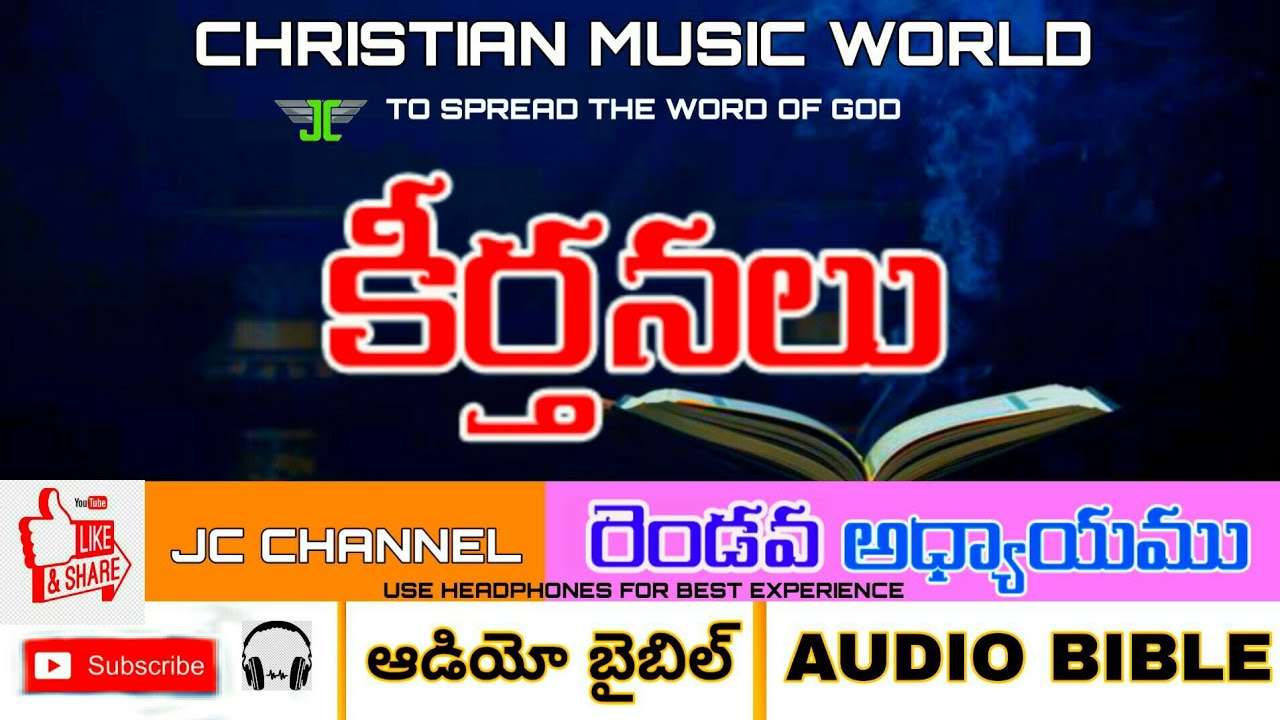 CHRISTIAN MUSIC WORLD
JC TO SPREAD THE WORD OF GOD
కీర్తనలు
YouTube
LIKE
& SHARE
JC CHANNEL
రెండవ అధ్యాయము
USE HEADPHONES FOR BEST EXPERIENCE
Subscribe
ఆడియో బైబిల్
AUDIO BIBLE